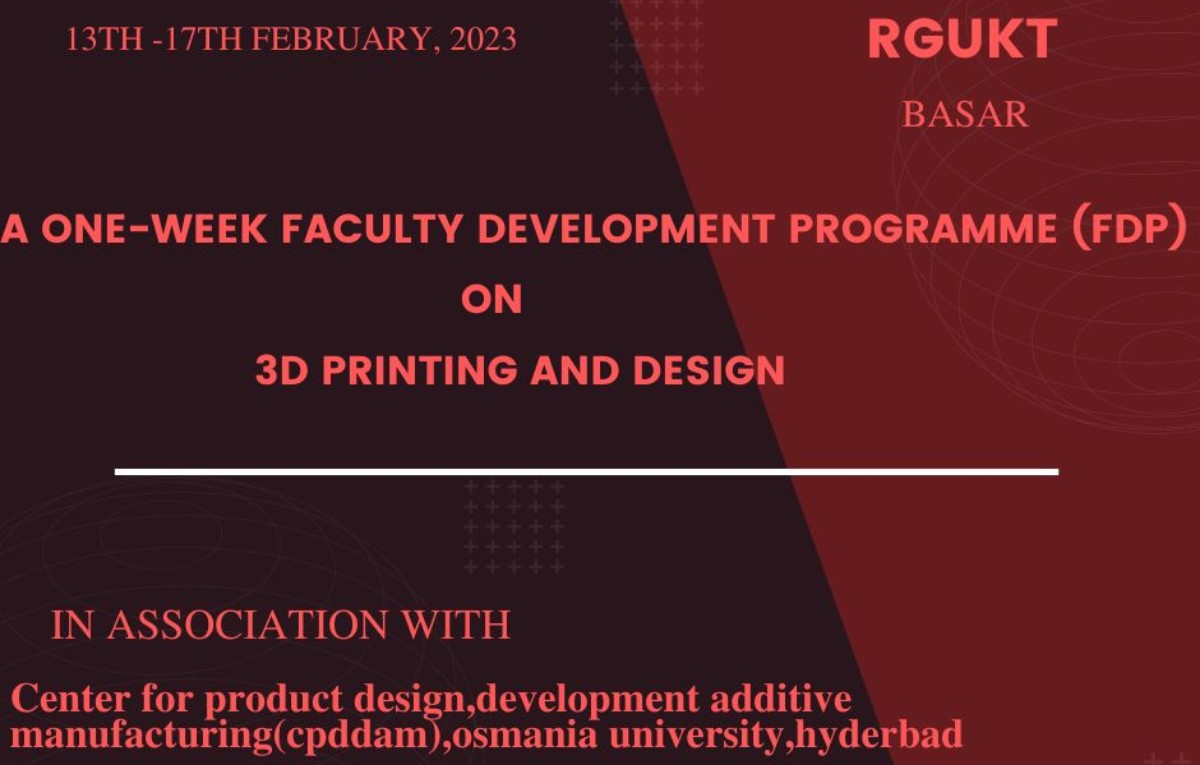 13TH -17TH FEBRUARY, 2023
RGUKT
BASAR
A ONE-WEEK FACULTY DEVELOPMENT PROGRAMME (FDP)
ON
3D PRINTING AND DESIGN
IN ASSOCIATION WITH
Center for product design,development additive
manufacturing(cpddam),osmania university,hyderbad